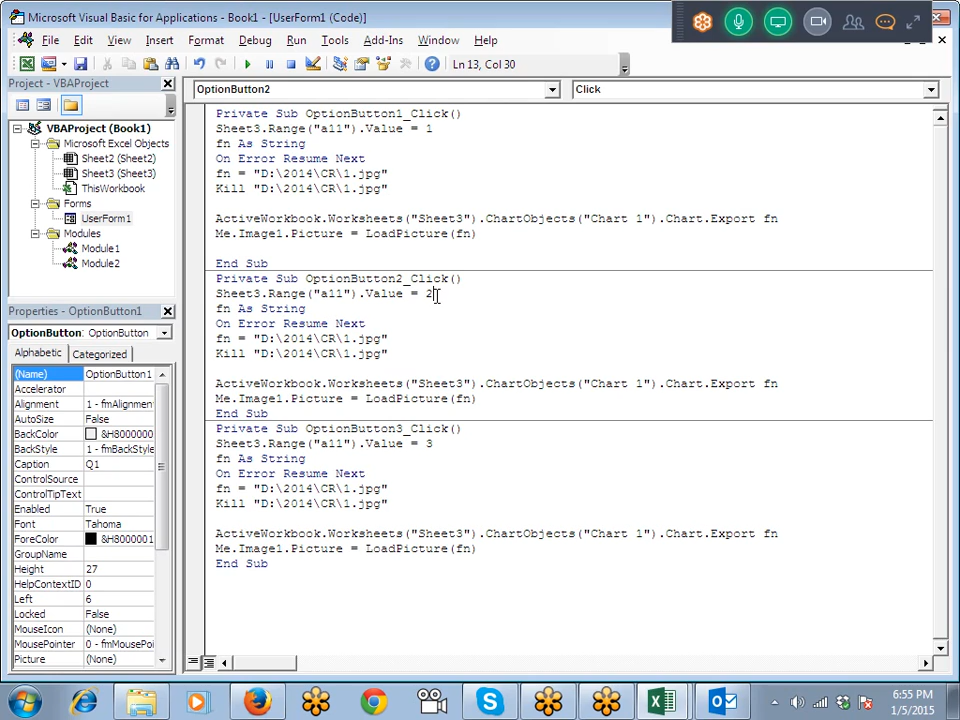 Microsoft Visual Basic for Applications - Book1 - [UserForm1 (Code)]
File Edit View Insert Format Debug Run Tools Add-Ins Window Help
Ln 13, Col 30
Project - VBAProject
OptionButton2
Click
VBAProject (Book1)
Microsoft Excel Objects
Sheet2 (Sheet2)
Sheet3 (Sheet3)
ThisWorkbook
Forms
UserForm1
Modules
Module1
Module2
Properties - OptionButton1
OptionButton1 OptionButton
Alphabetic Categorized
(Name) OptionButton1
Accelerator
Alignment 1 - fmAlignmen
AutoSize False
BackColor &H8000000
BackStyle 1 - fmBackStyle
Caption Q1
ControlSource
ControlTipText
Enabled True
Font Tahoma
ForeColor &H8000001
GroupName
Height 27
HelpContextID 0
Left 6
Locked False
MouseIcon (None)
MousePointer 0 - fmMousePoi
Picture (None)
Private Sub OptionButton1_Click()
Sheet3.Range("a11").Value = 1
fn As String
On Error Resume Next
fn = "D:\2014\CR\1.jpg"
Kill "D:\2014\CR\1.jpg"
ActiveWorkbook.Worksheets("Sheet3").ChartObjects("Chart 1").Chart.Export fn
Me.Image1.Picture = LoadPicture(fn)
End Sub
Private Sub OptionButton2_Click()
Sheet3.Range("a11").Value = 2
fn As String
On Error Resume Next
fn = "D:\2014\CR\1.jpg"
Kill "D:\2014\CR\1.jpg"
ActiveWorkbook.Worksheets("Sheet3").ChartObjects("Chart 1").Chart.Export fn
Me.Image1.Picture = LoadPicture(fn)
End Sub
Private Sub OptionButton3_Click()
Sheet3.Range("a11").Value = 3
fn As String
On Error Resume Next
fn = "D:\2014\CR\1.jpg"
Kill "D:\2014\CR\1.jpg"
ActiveWorkbook.Worksheets("Sheet3").ChartObjects("Chart 1").Chart.Export fn
Me.Image1.Picture = LoadPicture(fn)
End Sub
6:55 PM
1/5/2015